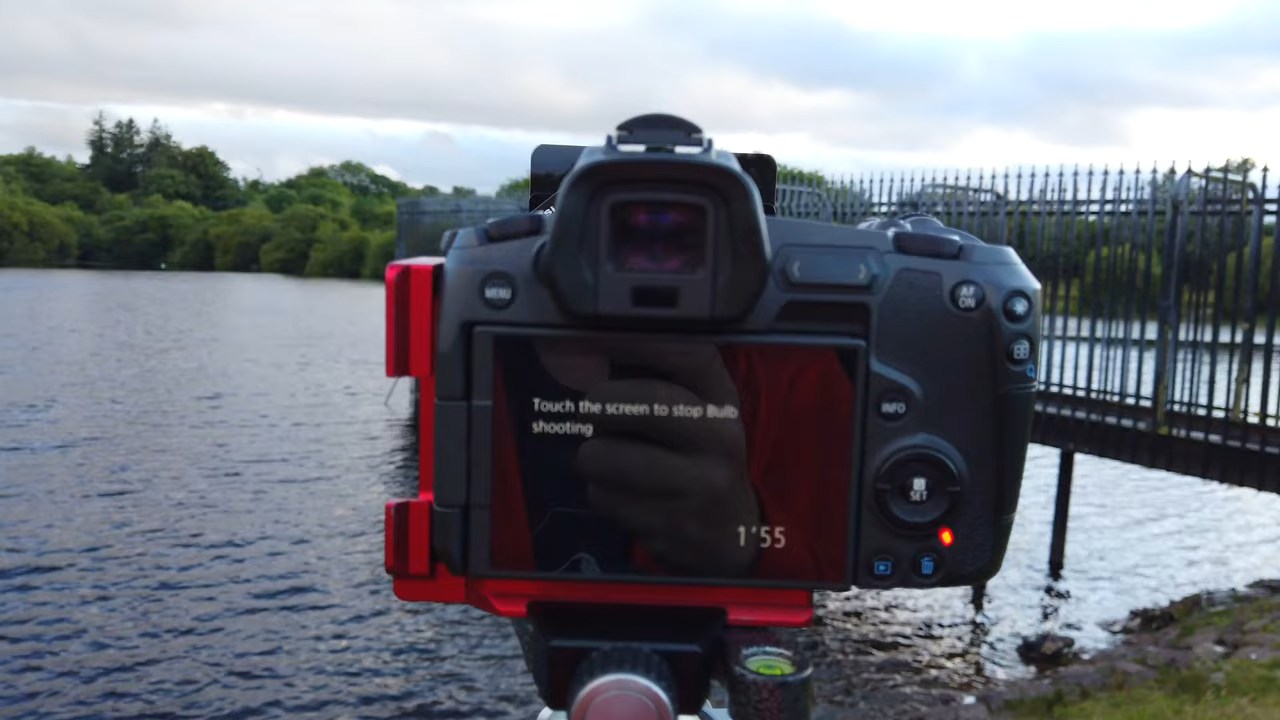 MENU
AF
ON
Touch the screen to stop Bulb
shooting
INFO
SET
1'55